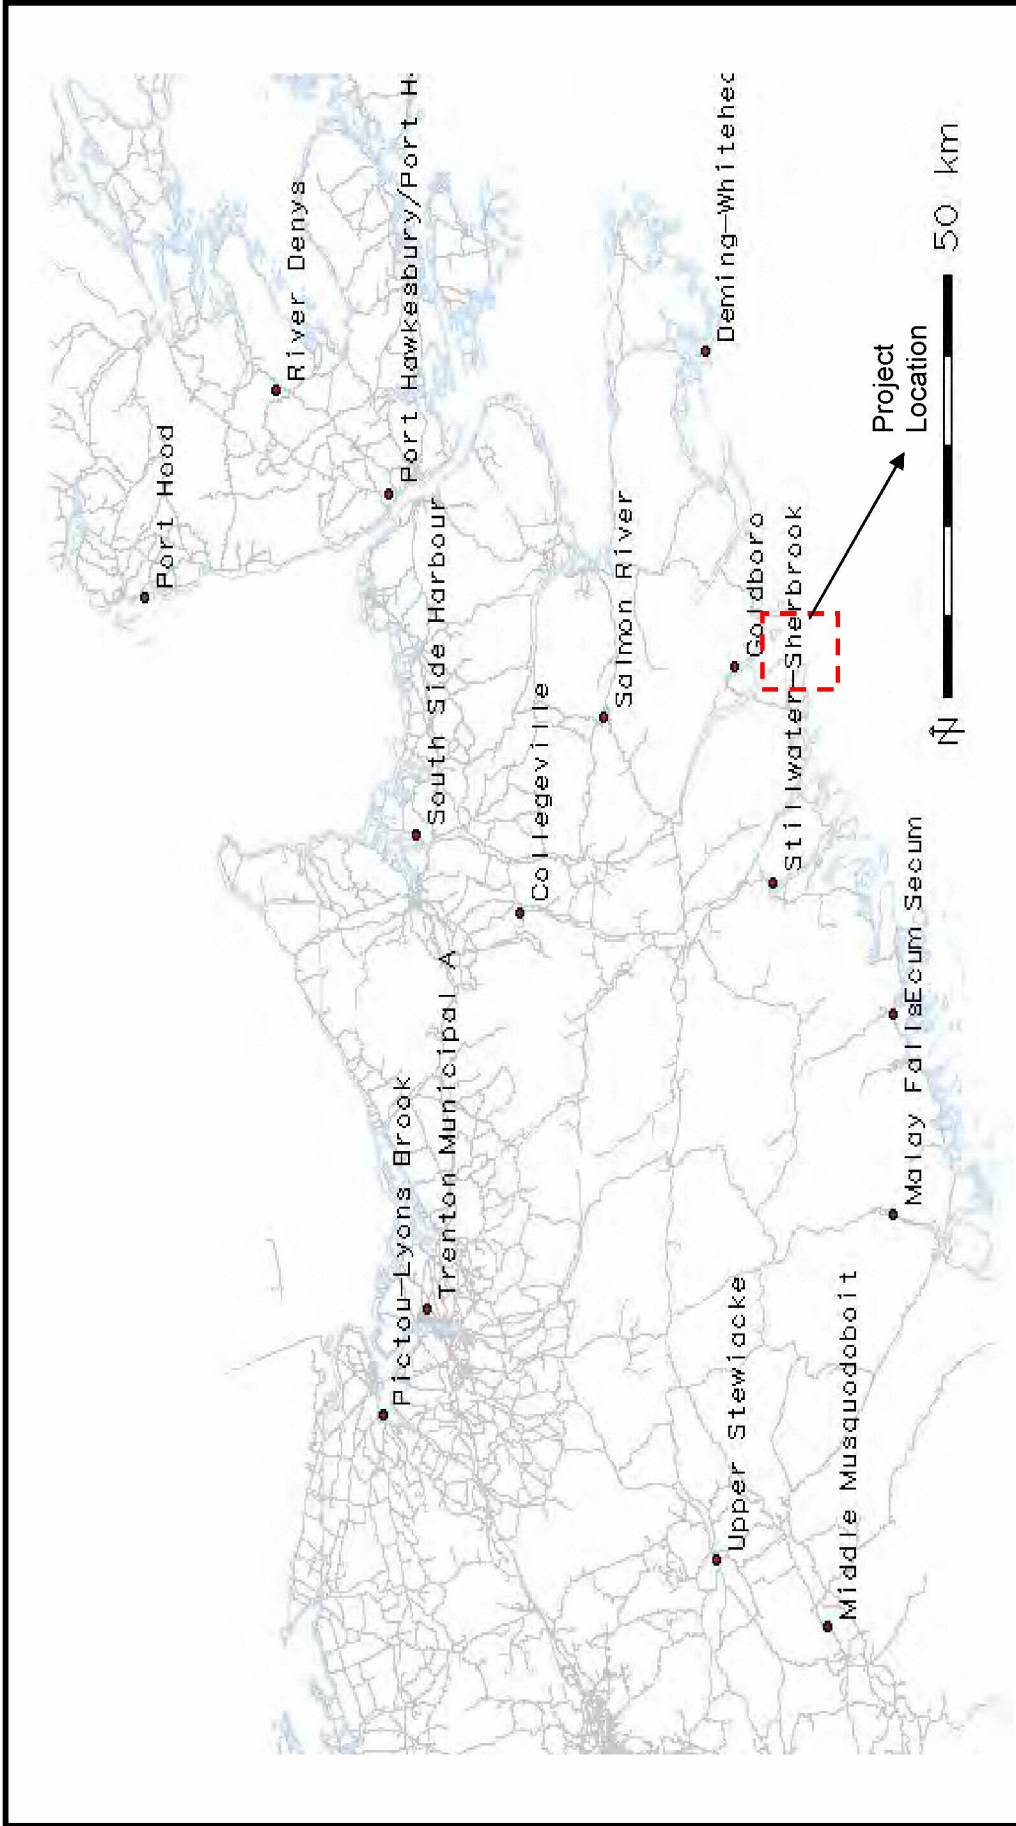 Port Hood
River Denys
Port Hawkesbury/Port H
South Side Harbour
Pictou-Lyons Brook
Trenton Municipal A
Collegeville
Salmon River
Deming-Whitehec
Goldboro
Stillwater-Sherbrook
Upper Stewiacke
Middle Musquodoboit
Malay Falls
Ecum Secum
Project
Location
50 km
N